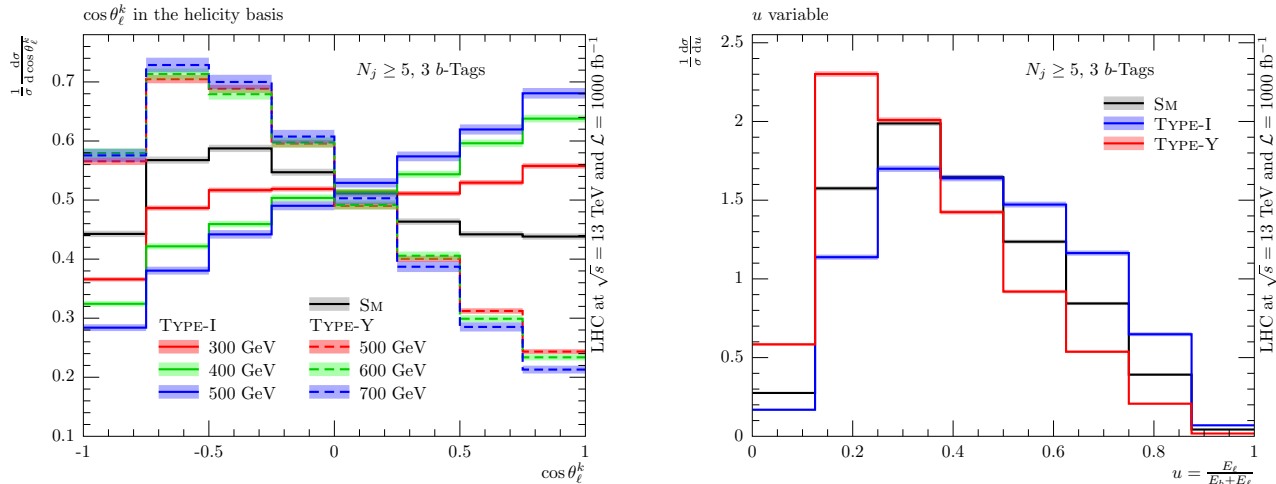 cos θ_ℓ^k in the helicity basis
1/σ dσ/d cos θ_ℓ^k
N_j ≥ 5, 3 b-Tags
0.7
0.6
0.5
0.4
0.3
0.2
0.1
SM
TYPE-I TYPE-Y
300 GeV 500 GeV
400 GeV 600 GeV
500 GeV 700 GeV
-1 -0.5 0 0.5 1
cos θ_ℓ^k
LHC at √s = 13 TeV and ℒ = 1000 fb⁻¹
u variable
1/σ dσ/du
N_j ≥ 5, 3 b-Tags
SM
TYPE-I
TYPE-Y
2.5
2
1.5
1
0.5
0
0 0.2 0.4 0.6 0.8 1
u = E_ℓ/(E_b+E_ℓ)
LHC at √s = 13 TeV and ℒ = 1000 fb⁻¹